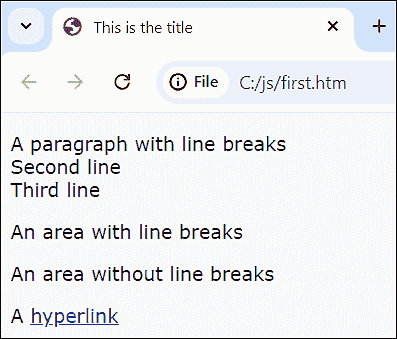 This is the title
File C:/js/first.htm
A paragraph with line breaks
Second line
Third line
An area with line breaks
An area without line breaks
A hyperlink